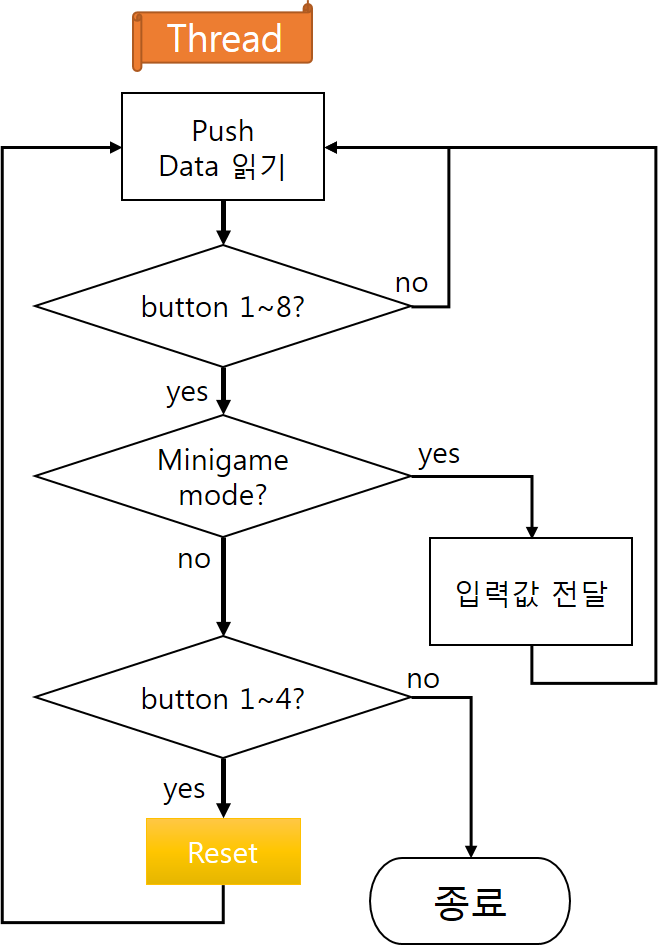 Thread
Push
Data 읽기
button 1~8?
no
yes
Minigame
mode?
yes
no
입력값 전달
button 1~4?
no
yes
Reset
종료